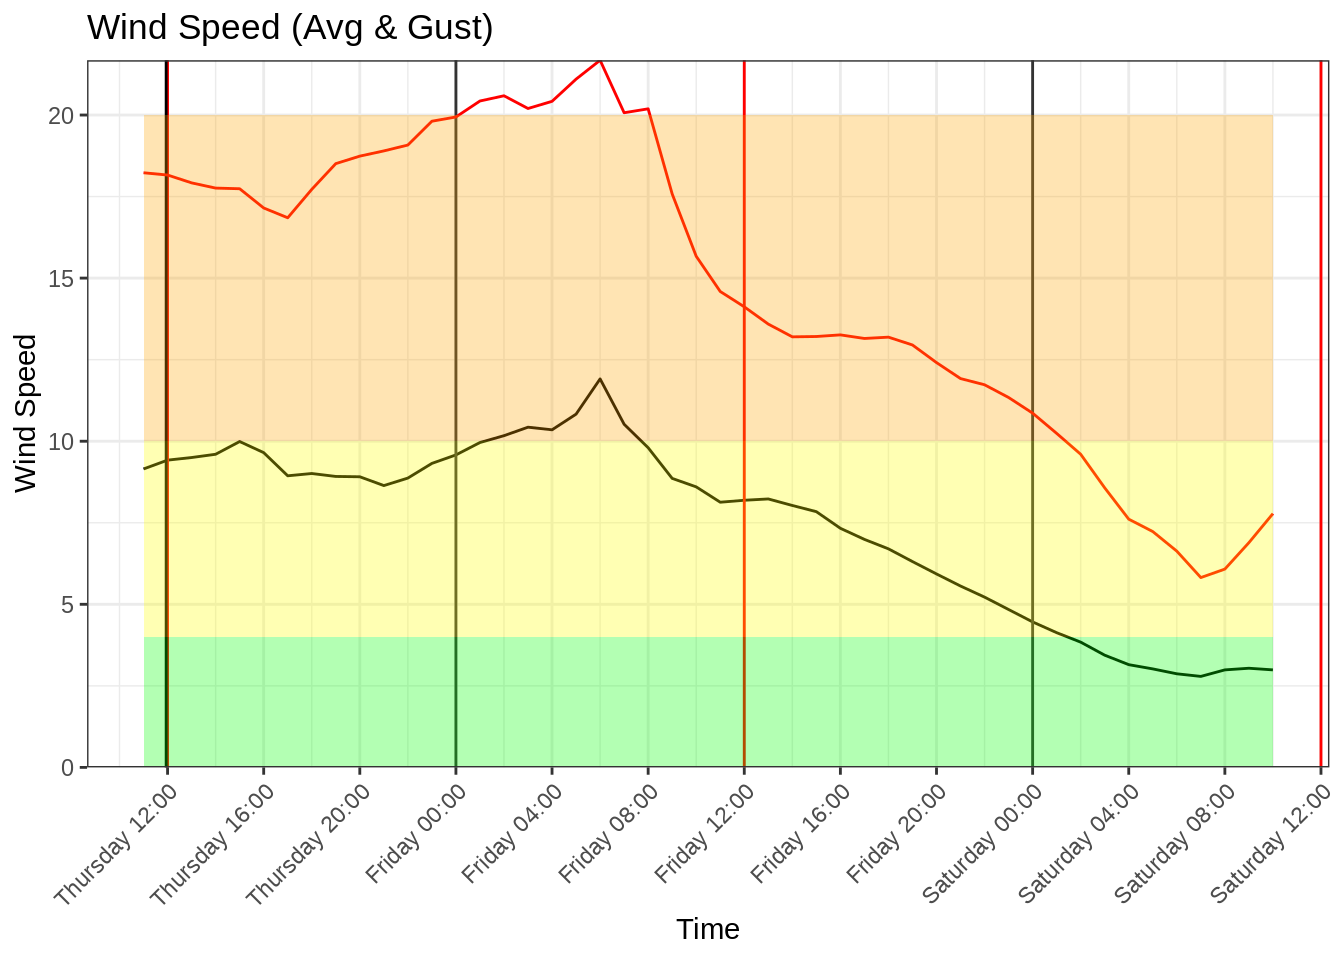 Wind Speed (Avg & Gust)
Wind Speed
20
15
10
5
0
Thursday 12:00
Thursday 16:00
Thursday 20:00
Friday 00:00
Friday 04:00
Friday 08:00
Friday 12:00
Friday 16:00
Friday 20:00
Saturday 00:00
Saturday 04:00
Saturday 08:00
Saturday 12:00
Time